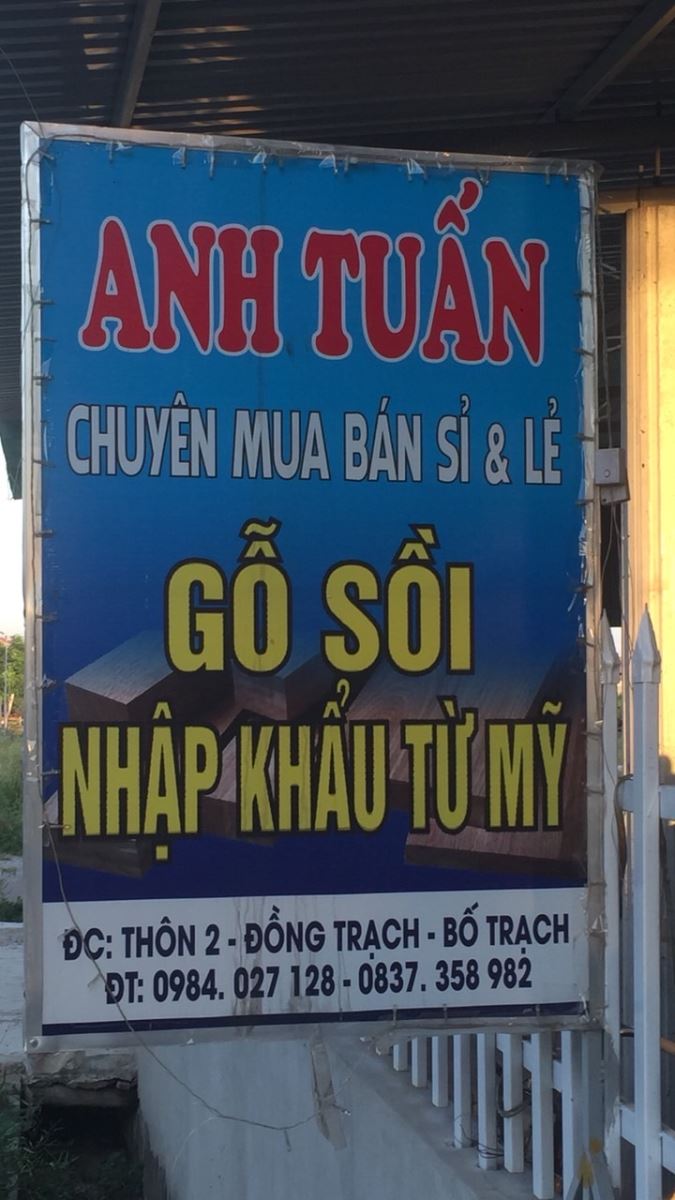 ANH TUẤN
CHUYÊN MUA BÁN SỈ & LẺ
GỖ SỒI
NHẬP KHẨU TỪ MỸ
ĐC: THÔN 2 - ĐỒNG TRẠCH - BỐ TRẠCH
ĐT: 0984. 027 128 - 0837. 358 982